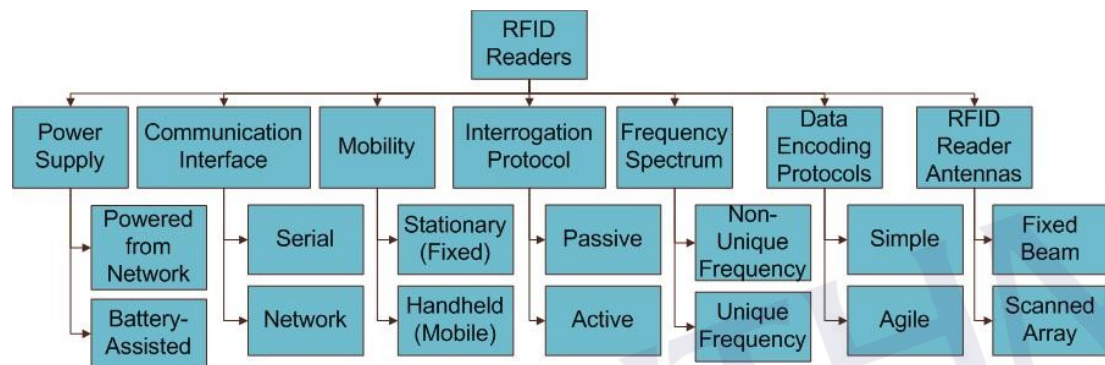 RFID
Readers
Power
Supply
Communication
Interface
Mobility
Interrogation
Protocol
Frequency
Spectrum
Data
Encoding
Protocols
RFID
Reader
Antennas
Powered
from
Network
Serial
Stationary
(Fixed)
Passive
Non-
Unique
Frequency
Simple
Fixed
Beam
Battery-
Assisted
Network
Handheld
(Mobile)
Active
Unique
Frequency
Agile
Scanned
Array